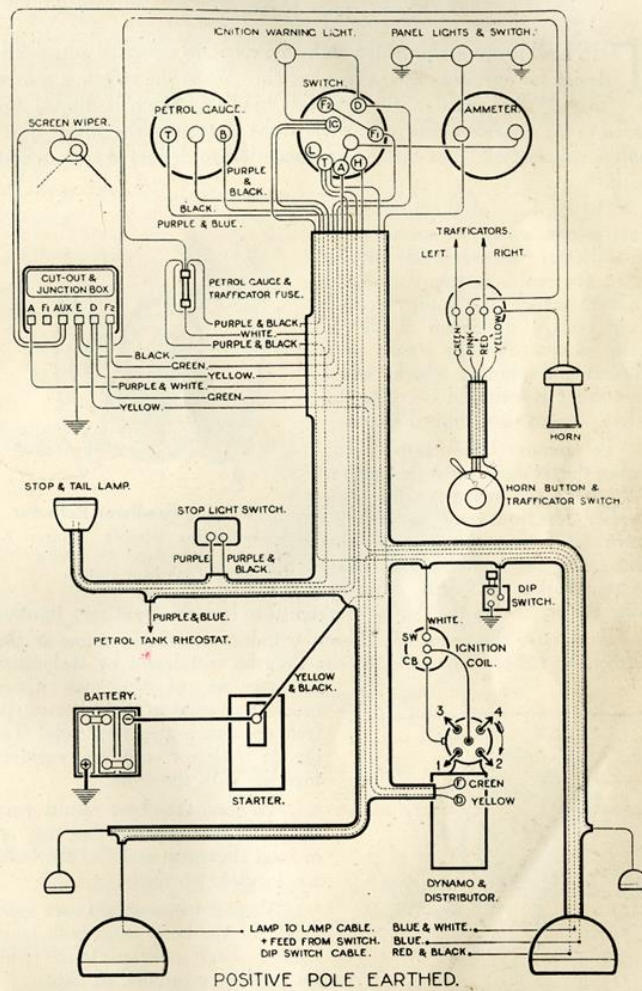 IGNITION WARNING LIGHT.
PANEL LIGHTS & SWITCH.
SWITCH.
PETROL GAUGE.
T
B
F2
D
IC
F1
L
T
A
H
AMMETER.
SCREEN WIPER.
PURPLE
&
BLACK.
BLACK.
PURPLE & BLUE.
TRAFFICATORS.
LEFT.
RIGHT.
CUT-OUT &
JUNCTION BOX
A F1 AUX E D F2
PETROL GAUGE &
TRAFFICATOR FUSE.
PURPLE & BLACK.
WHITE.
PURPLE & BLACK
BLACK.
GREEN.
YELLOW.
PURPLE & WHITE.
GREEN.
YELLOW.
GREEN
PINK
RED
YELLOW
HORN
HORN BUTTON &
TRAFFICATOR SWITCH.
STOP & TAIL LAMP.
STOP LIGHT SWITCH.
PURPLE
PURPLE &
BLACK.
PURPLE & BLUE.
PETROL TANK RHEOSTAT.
DIP
SWITCH.
WHITE.
SW
CB
IGNITION
COIL.
YELLOW
& BLACK.
BATTERY.
STARTER.
3
4
1
2
F GREEN
D YELLOW
DYNAMO &
DISTRIBUTOR.
LAMP TO LAMP CABLE. BLUE & WHITE.
+ FEED FROM SWITCH. BLUE.
DIP SWITCH CABLE. RED & BLACK.
POSITIVE POLE EARTHED.